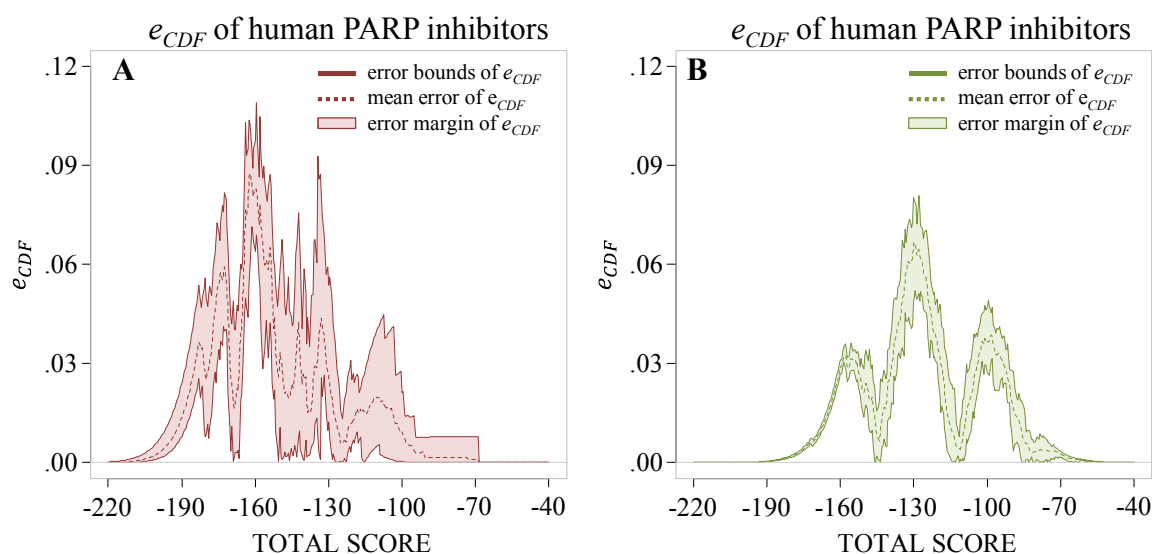 e_CDF of human PARP inhibitors
A
error bounds of e_CDF
mean error of e_CDF
error margin of e_CDF
.12
.09
.06
.03
.00
e_CDF
-220 -190 -160 -130 -100 -70 -40
TOTAL SCORE
e_CDF of human PARP inhibitors
B
error bounds of e_CDF
mean error of e_CDF
error margin of e_CDF
.12
.09
.06
.03
.00
e_CDF
-220 -190 -160 -130 -100 -70 -40
TOTAL SCORE